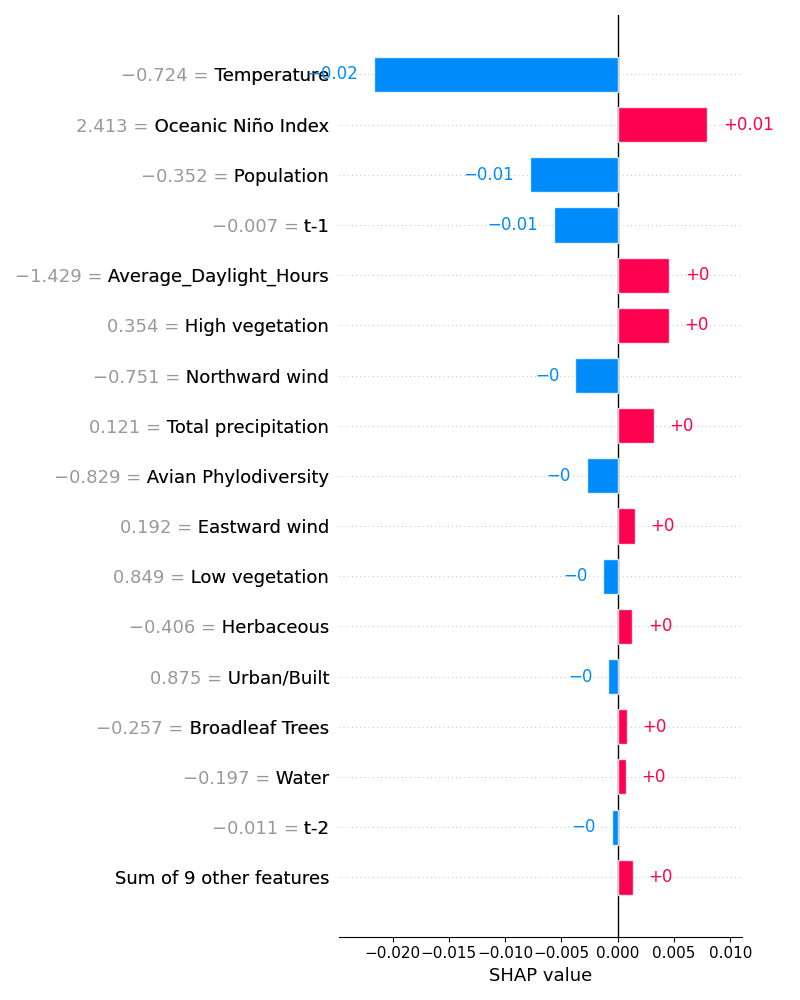 −0.724 = Temperature −0.02
2.413 = Oceanic Niño Index +0.01
−0.352 = Population −0.01
−0.007 = t-1 −0.01
−1.429 = Average_Daylight_Hours +0
0.354 = High vegetation +0
−0.751 = Northward wind −0
0.121 = Total precipitation +0
−0.829 = Avian Phylodiversity −0
0.192 = Eastward wind +0
0.849 = Low vegetation −0
−0.406 = Herbaceous +0
0.875 = Urban/Built −0
−0.257 = Broadleaf Trees +0
−0.197 = Water +0
−0.011 = t-2 −0
Sum of 9 other features +0
−0.020 −0.015 −0.010 −0.005 0.000 0.005 0.010
SHAP value